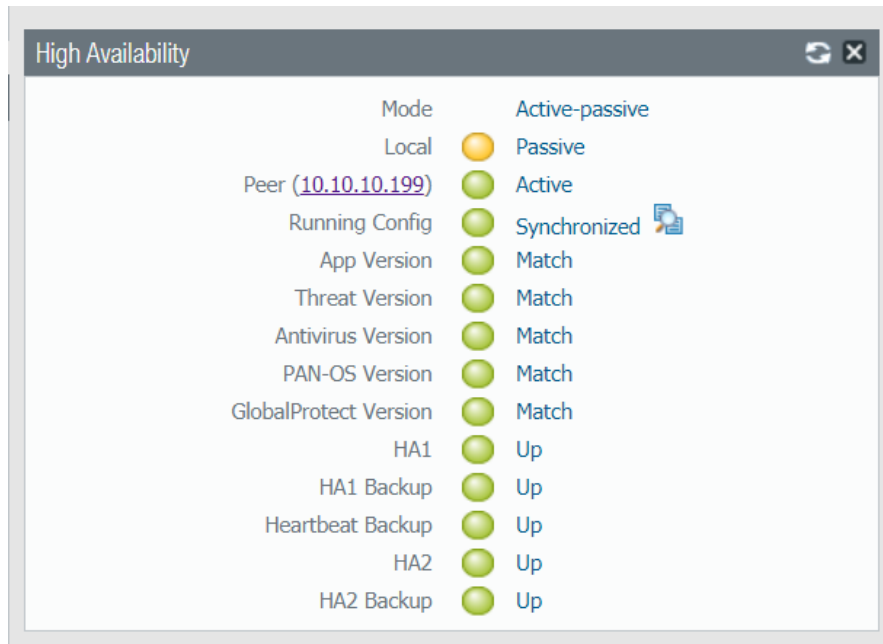 High Availability
Mode Active-passive
Local Passive
Peer (10.10.10.199) Active
Running Config Synchronized
App Version Match
Threat Version Match
Antivirus Version Match
PAN-OS Version Match
GlobalProtect Version Match
HA1 Up
HA1 Backup Up
Heartbeat Backup Up
HA2 Up
HA2 Backup Up